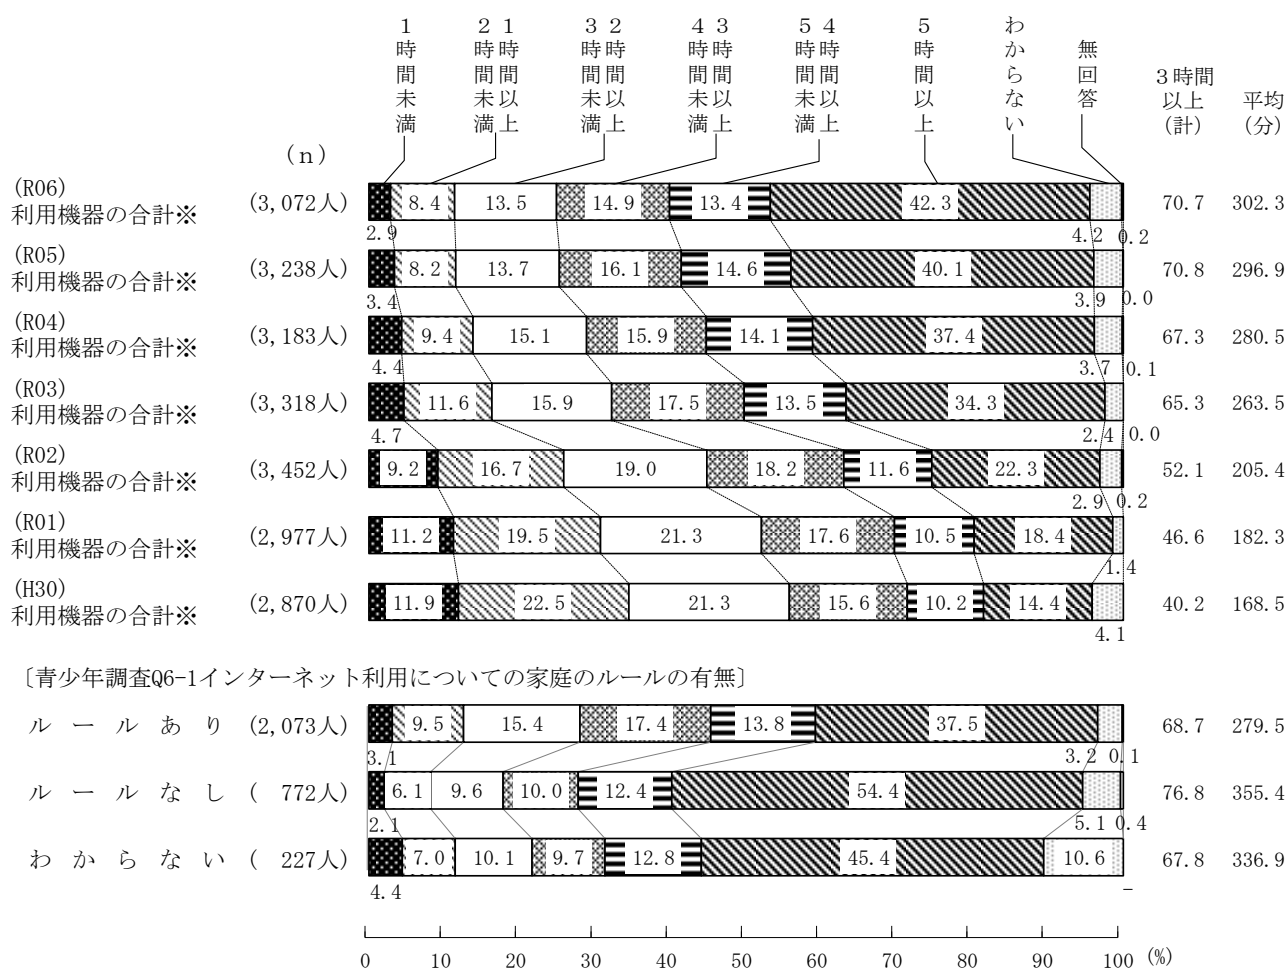 1時間未満
1時間以上2時間未満
2時間以上3時間未満
3時間以上4時間未満
4時間以上5時間未満
5時間以上
わからない
無回答
3時間以上(計)
平均(分)
(n)
(R06)
利用機器の合計※ (3,072人) 2.9 8.4 13.5 14.9 13.4 42.3 4.2 0.2 70.7 302.3
(R05)
利用機器の合計※ (3,238人) 3.4 8.2 13.7 16.1 14.6 40.1 3.9 0.0 70.8 296.9
(R04)
利用機器の合計※ (3,183人) 4.4 9.4 15.1 15.9 14.1 37.4 3.7 0.1 67.3 280.5
(R03)
利用機器の合計※ (3,318人) 4.7 11.6 15.9 17.5 13.5 34.3 2.4 0.0 65.3 263.5
(R02)
利用機器の合計※ (3,452人) 9.2 16.7 19.0 18.2 11.6 22.3 2.9 0.2 52.1 205.4
(R01)
利用機器の合計※ (2,977人) 11.2 19.5 21.3 17.6 10.5 18.4 1.4 46.6 182.3
(H30)
利用機器の合計※ (2,870人) 11.9 22.5 21.3 15.6 10.2 14.4 4.1 40.2 168.5
〔青少年調査Q6-1インターネット利用についての家庭のルールの有無〕
ルールあり (2,073人) 3.1 9.5 15.4 17.4 13.8 37.5 3.2 0.1 68.7 279.5
ルールなし ( 772人) 2.1 6.1 9.6 10.0 12.4 54.4 5.1 0.4 76.8 355.4
わからない ( 227人) 4.4 7.0 10.1 9.7 12.8 45.4 10.6 - 67.8 336.9
0 10 20 30 40 50 60 70 80 90 100 (%)